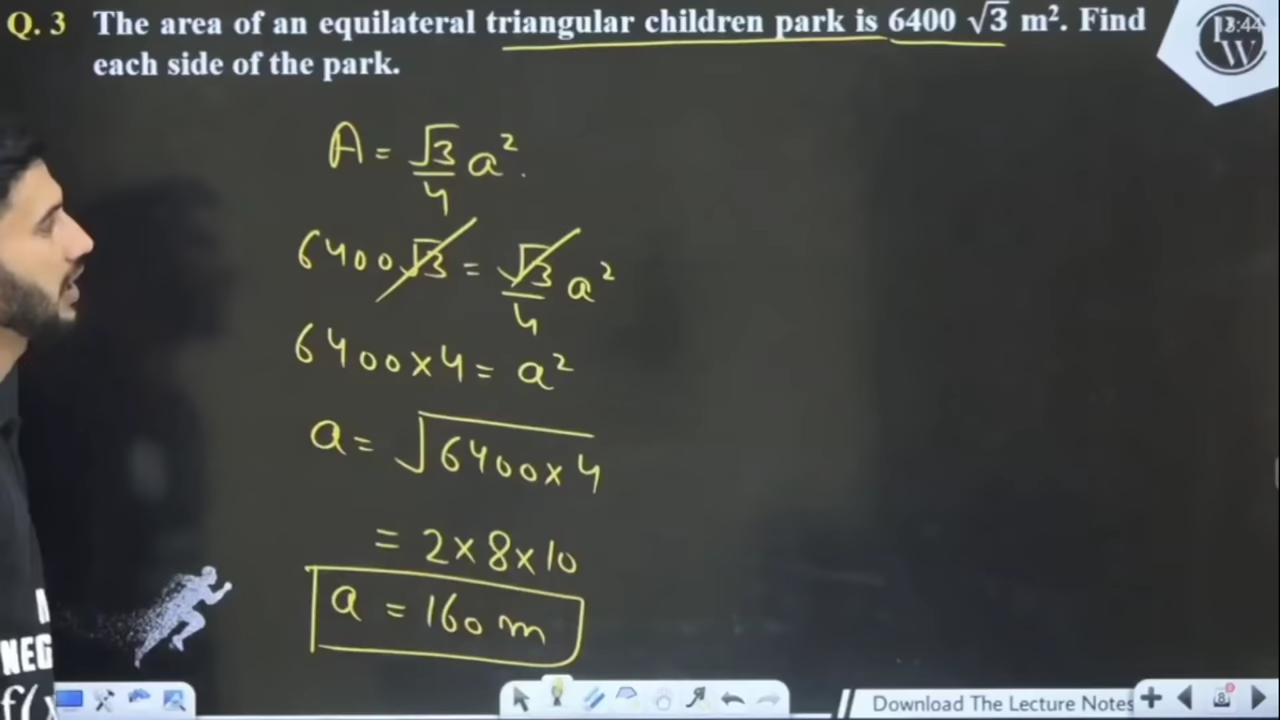 Q. 3 The area of an equilateral triangular children park is 6400 √3 m². Find
each side of the park.
A = √3/4 a².
6400√3 = √3/4 a²
6400×4 = a²
a = √6400×4
= 2×8×10
a = 160 m
NEG
f(x
Download The Lecture Notes
8